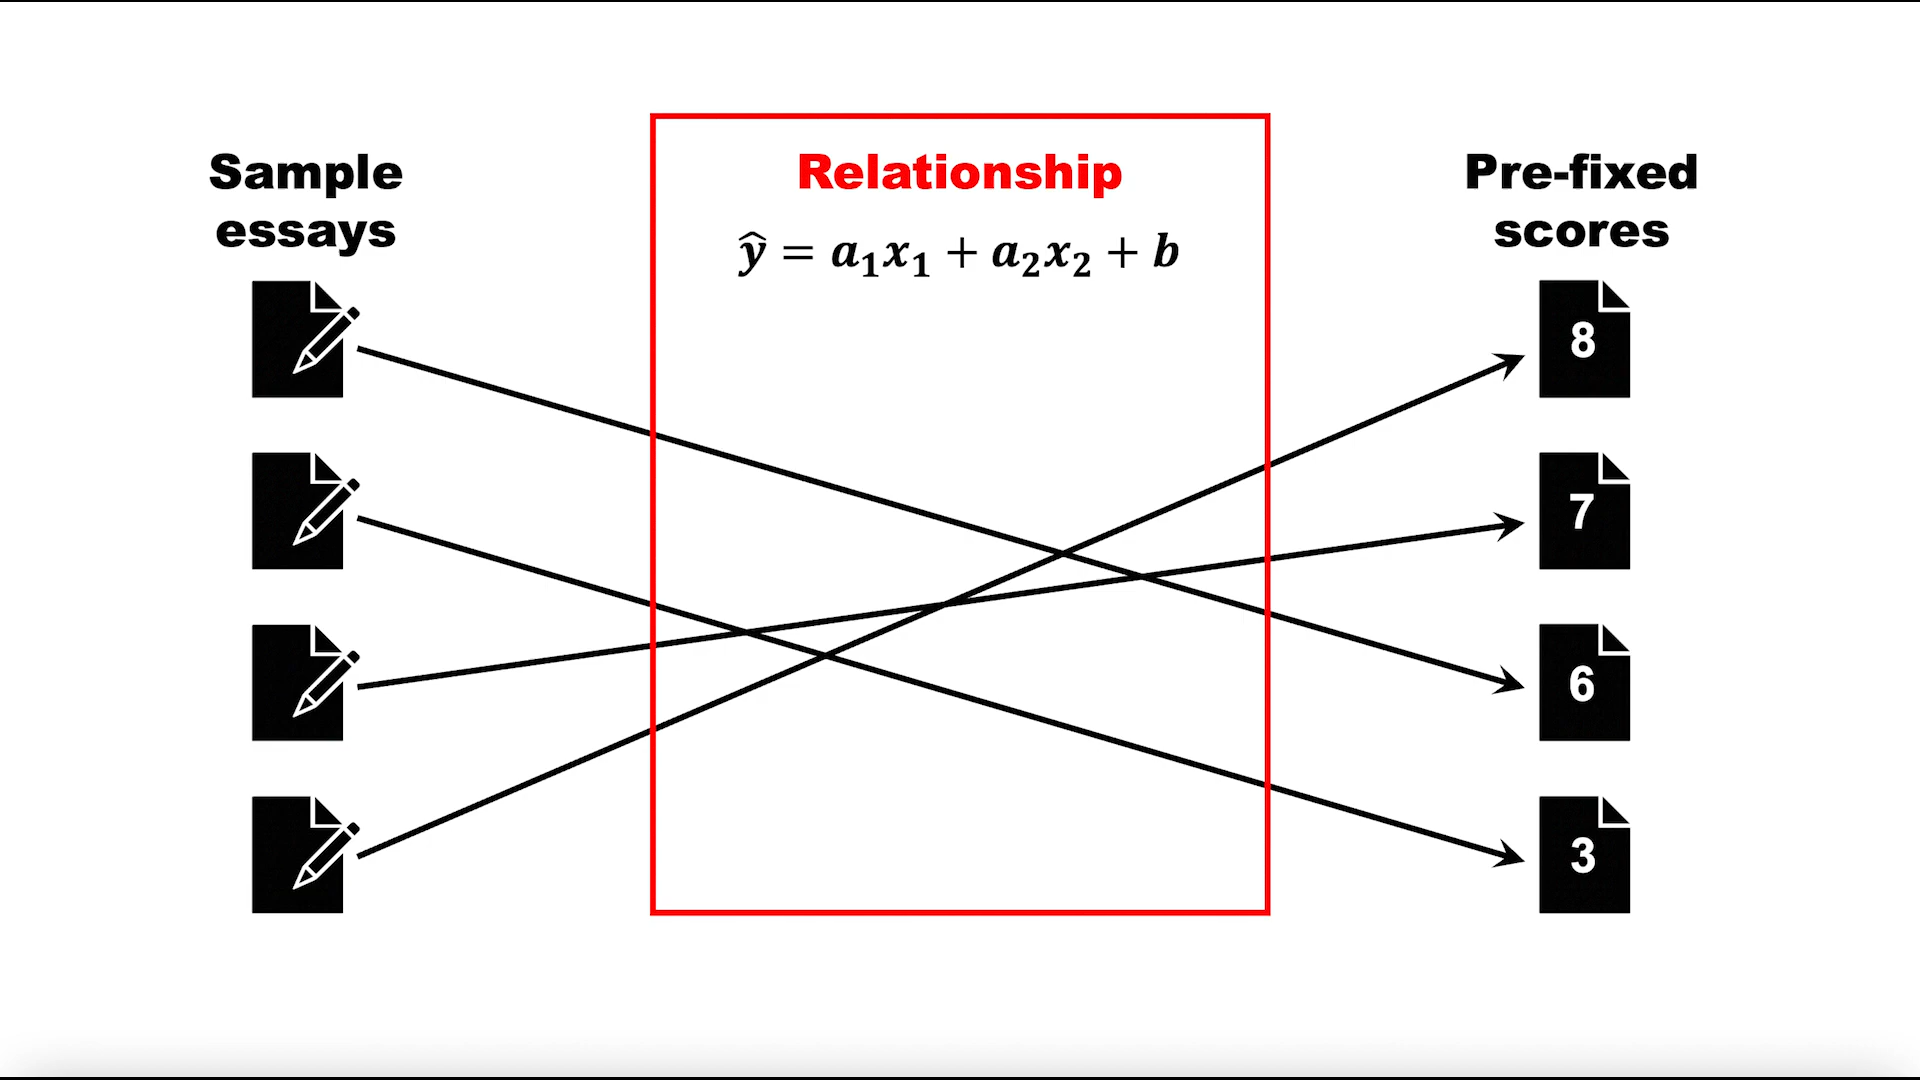 Sample
essays
Relationship
ŷ = a₁x₁ + a₂x₂ + b
Pre-fixed
scores
8
7
6
3